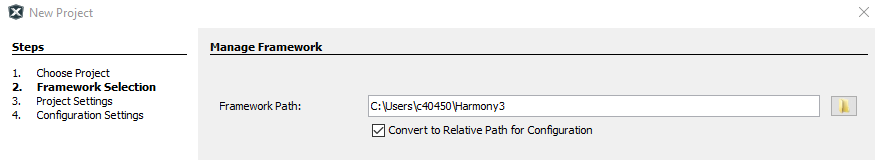 New Project
Steps
1. Choose Project
2. Framework Selection
3. Project Settings
4. Configuration Settings
Manage Framework
Framework Path: C:\Users\c40450\Harmony3
Convert to Relative Path for Configuration